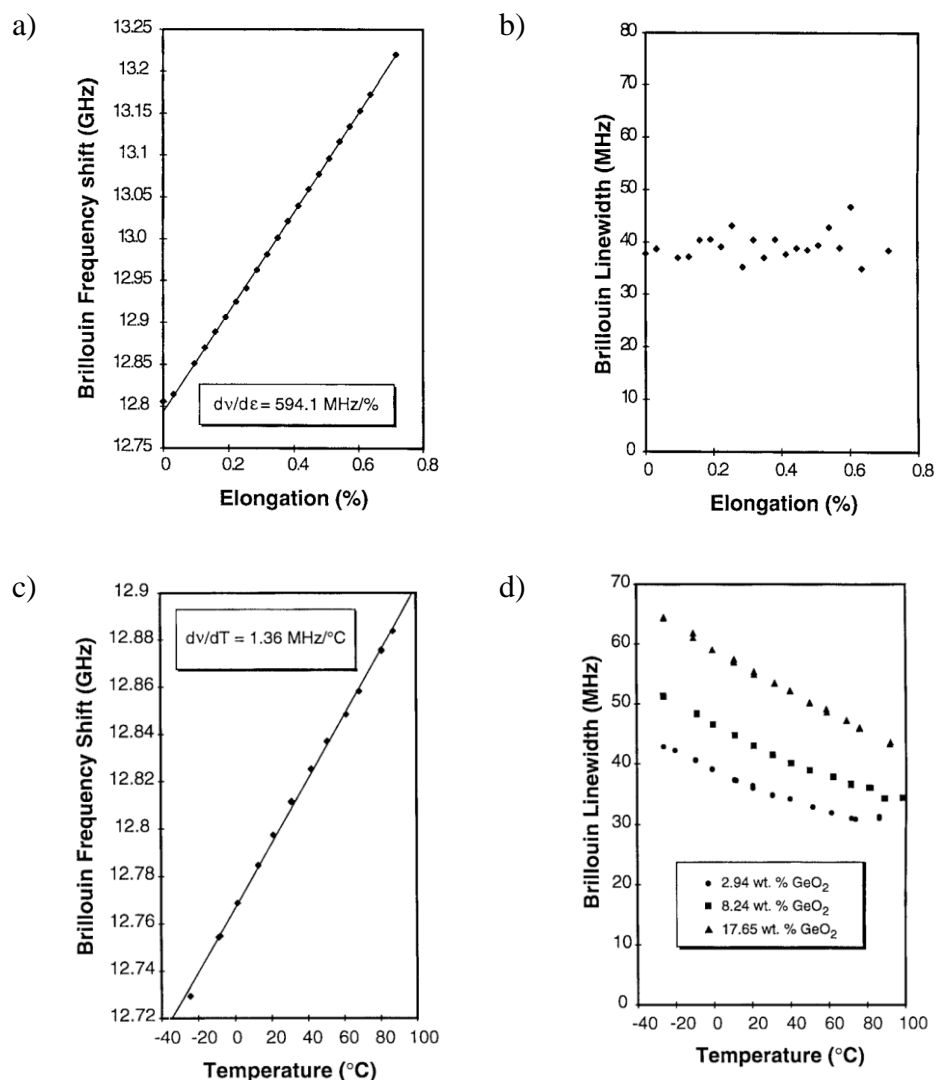 a)
Brillouin Frequency shift (GHz)
13.25
13.2
13.15
13.1
13.05
13.0
12.95
12.9
12.85
12.8
12.75
dν/dε = 594.1 MHz/%
0 0.2 0.4 0.6 0.8
Elongation (%)
b)
Brillouin Linewidth (MHz)
80
70
60
50
40
30
20
10
0
0 0.2 0.4 0.6 0.8
Elongation (%)
c)
Brillouin Frequency Shift (GHz)
12.9
12.88
12.86
12.84
12.82
12.8
12.78
12.76
12.74
12.72
dν/dT = 1.36 MHz/°C
-40 -20 0 20 40 60 80 100
Temperature (°C)
d)
Brillouin Linewidth (MHz)
70
60
50
40
30
20
10
0
2.94 wt. % GeO₂
8.24 wt. % GeO₂
17.65 wt. % GeO₂
-40 -20 0 20 40 60 80 100
Temperature (°C)